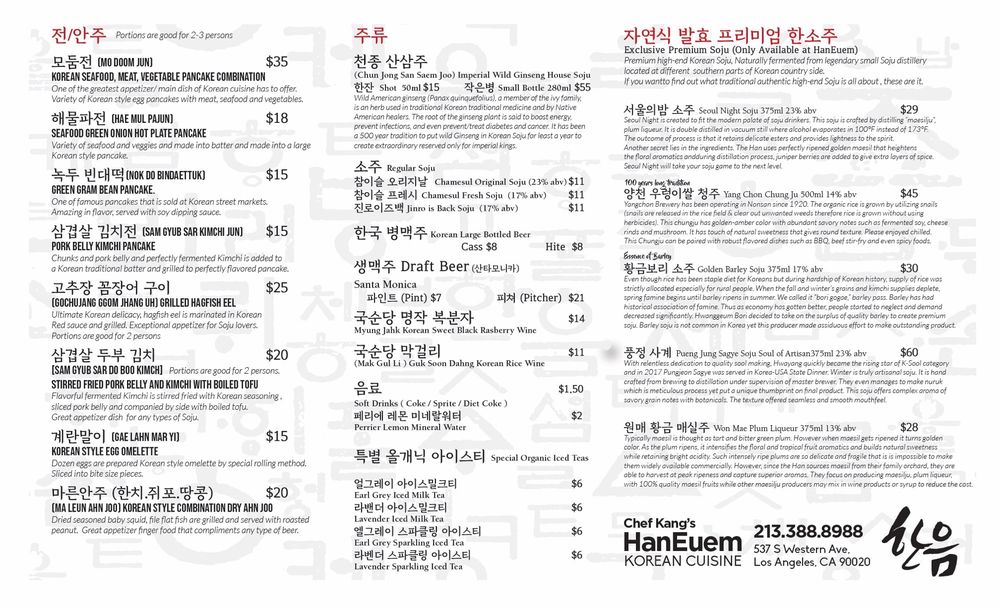 전/안주 Portions are good for 2-3 persons
모둠전 (MO DOOM JUN) $35
KOREAN SEAFOOD, MEAT, VEGETABLE PANCAKE COMBINATION
One of the greatest appetizer/ main dish of Korean cuisine has to offer.
Variety of Korean style egg pancakes with meat, seafood and vegetables.
해물파전 (HAE MUL PAJUN) $18
SEAFOOD GREEN ONION HOT PLATE PANCAKE
Variety of seafood and veggies and made into batter and made into a large
Korean style pancake.
녹두 빈대떡(NOK DO BINDAETTUK) $15
GREEN GRAM BEAN PANCAKE.
One of famous pancakes that is sold at Korean street markets.
Amazing in flavor, served with soy dipping sauce.
삼겹살 김치전 (SAM GYUB SAR KIMCHI JUN) $15
PORK BELLY KIMCHI PANCAKE
Chunks and pork belly and perfectly fermented Kimchi is added to
a Korean traditional batter and grilled to perfectly flavored pancake.
고추장 꼼장어 구이 $25
(GOCHUJANG GGOM JHANG UH) GRILLED HAGFISH EEL
Ultimate Korean delicacy, hagfish eel is marinated in Korean
Red sauce and grilled. Exceptional appetizer for Soju lovers.
Portions are good for 2 persons
삼겹살 두부 김치 $20
[SAM GYUB SAR DO BOO KIMCHI] Portions are good for 2 persons.
STIRRED FRIED PORK BELLY AND KIMCHI WITH BOILED TOFU
Flavarful fermented Kimchi is stirred fried with Korean seasoning ,
sliced pork belly and companied by side with boiled tofu.
Great appetizer dish for any types of Soju.
계란말이 (GAE LAHN MAR YI) $15
KOREAN STYLE EGG OMELETTE
Dozen eggs are prepared Korean style omelette by special rolling method.
Sliced into bite size pieces.
마른안주 (한치.쥐포.땅콩) $20
(MA LEUN AHN JOO) KOREAN STYLE COMBINATION DRY AHN JOO
Dried seasoned baby squid, file flat fish are grilled and served with roasted
peanut. Great appetizer finger food that compliments any type of beer.
주류
천종 산삼주
(Chun Jong San Saem Joo) Imperial Wild Ginseng House Soju
한잔 Shot 50ml $15 작은병 Small Bottle 280ml $55
Wild American ginseng (Panax quinquefolius), a member of the ivy family,
is an herb used in traditional Korean traditional medicine and by Native
American healers. The root of the ginseng plant is said to boost energy,
prevent infections, and even prevent/treat diabetes and cancer. It has been
a 500 year tradition to put wild Ginseng in Korean Soju for least a year to
create extraordinary reserved only for imperial kings.
소주 Regular Soju
참이슬 오리지날 Chamesul Original Soju (23% abv) $11
참이슬 프레시 Chamesul Fresh Soju (17% abv) $11
진로이즈백 Jinro is Back Soju (17% abv) $11
한국 병맥주 Korean Large Bottled Beer
Cass $8 Hite $8
생맥주 Draft Beer (산타모니카)
Santa Monica
파인트 (Pint) $7 피쳐 (Pitcher) $21
국순당 명작 복분자 $14
Myung Jahk Korean Sweet Black Rasberry Wine
국순당 막걸리 $11
(Mak Gul Li ) Guk Soon Dahng Korean Rice Wine
음료 $1,50
Soft Drinks ( Coke / Sprite / Diet Coke )
페리에 레몬 미네랄워터 $2
Perrier Lemon Mineral Water
특별 올개닉 아이스티 Special Organic Iced Teas
얼그레이 아이스밀크티 $6
Earl Grey Iced Milk Tea
라밴더 아이스밀크티 $6
Lavender Iced Milk Tea
얼그레이 스파클링 아이스티 $6
Earl Grey Sparkling Iced Tea
라벤더 스파클링 아이스티 $6
Lavender Sparkling Iced Tea
자연식 발효 프리미엄 한소주
Exclusive Premium Soju (Only Available at HanEuem)
Premium high-end Korean Soju, Naturally fermented from legendary small Soju distillery
located at different southern parts of Korean country side.
If you wantto find out what traditional authentic high-end Soju is all about , these are it.
서울의밤 소주 Seoul Night Soju 375ml 23% abv $29
Seoul Night is created to fit the modern palate of soju drinkers. This soju is crafted by distilling "maesilju",
plum liqueur. It is double distilled in vacuum still where alcohol evaporates in 100°F instead of 173°F.
The outcome of process is that it retains delicate esters and provides lightness to the spirit.
Another secret lies in the ingredients. The Han uses perfectly ripened golden maesil that heightens
the floral aromatics andduring distillation process, juniper berries are added to give extra layers of spice.
Seoul Night will take your soju game to the next level.
100 years long tradition
양천 우렁이쌀 청주 Yang Chon Chung Ju 500ml 14% abv $45
Yangchon Brewery has been operating in Nonsan since 1920. The organic rice is grown by utilizing snails
(snails are released in the rice field & clear out unwanted weeds therefore rice is grown without using
herbicides). This chungju has golden-amber color with abundant savory notes such as fermented soy, cheese
rinds and mushroom. It has touch of natural sweetness that gives round texture. Please enjoyed chilled.
This Chungju can be paired with robust flavored dishes such as BBQ, beef stir-fry and even spicy foods.
Essence of Barley
황금보리 소주 Golden Barley Soju 375ml 17% abv $30
Even though rice has been staple diet for Koreans but during hardship of Korean history, supply of rice was
strictly allocated especially for rural people. When the fall and winter's grains and kimchi supplies deplete,
spring famine begins until barley ripens in summer. We called it "bori gogae," barley pass. Barley has had
historical association of famine. Thus as economy has gotten better, people started to neglect and demand
decreased significantly. Hwanggeum Bori decided to take on the surplus of quality barley to create premium
soju. Barley soju is not common in Korea yet this producer made assiduous effort to make outstanding product.
풍정 사계 Pueng Jung Sagye Soju Soul of Artisan375ml 23% abv $60
With relentless dedication to quality sool making, Hwayang quickly became the rising star of K-Sool category
and in 2017 Pungjeon Sagye was served in Korea-USA State Dinner. Winter is truly artisanal soju. It is hand
crafted from brewing to distillation under supervision of master brewer. They even manages to make nuruk
which is meticulous process yet put a unique thumbprint on final product. This soju offers complex aroma of
savory grain notes with botanicals. The texture offered seamless and smooth mouthfeel.
원매 황금 매실주 Won Mae Plum Liqueur 375ml 13% abv $28
Typically maesil is thought as tart and bitter green plum. However when maesil gets ripened it turns golden
color. As the plum ripens, it intensifies the floral and tropical fruit aromatics and builds natural sweetness
while retaining bright acidity. Such intensely ripe plums are so delicate and fragile that is is impossible to make
them widely available commercially. However, since the Han sources maesil from their family orchard, they are
able to harvest at peak ripeness and capture superior aromas. They focus on producing maesilju, plum liqueur,
with 100% quality maesil fruits while other maesilju producers may mix in wine products or syrup to reduce the cost.
Chef Kang's
HanEuem
KOREAN CUISINE
213.388.8988
537 S Western Ave,
Los Angeles, CA 90020
한음